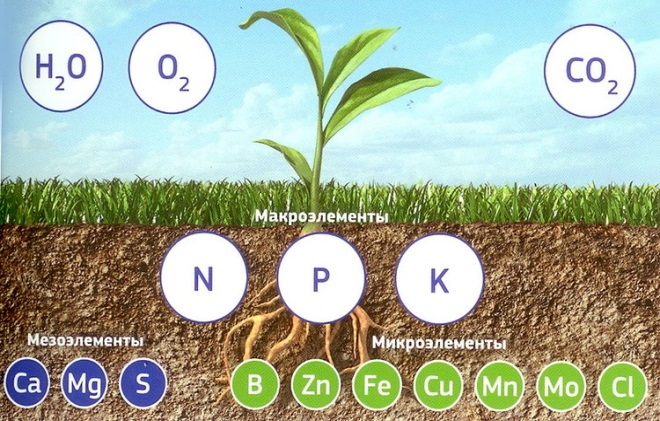 H₂O O₂ CO₂
Макроэлементы
N P K
Мезоэлементы Микроэлементы
Ca Mg S B Zn Fe Cu Mn Mo Cl